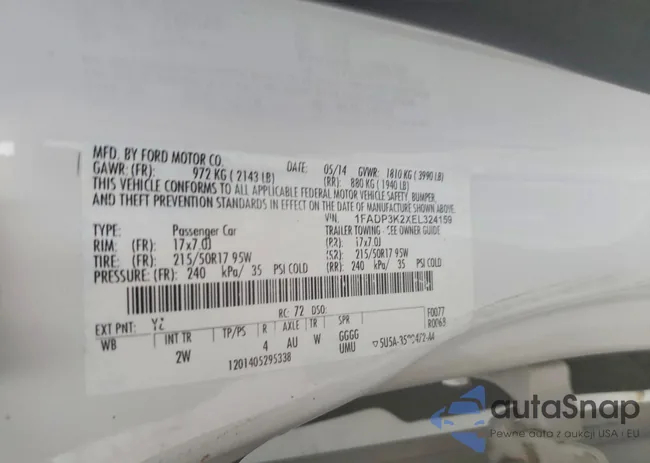 MFD. BY FORD MOTOR CO. DATE: 05/14 GVWR: 1810 KG ( 3990 LB)
GAWR: (FR): 972 KG ( 2143 LB) (RR): 880 KG ( 1940 LB)
THIS VEHICLE CONFORMS TO ALL APPLICABLE FEDERAL MOTOR VEHICLE SAFETY, BUMPER,
AND THEFT PREVENTION STANDARDS IN EFFECT ON THE DATE OF MANUFACTURE SHOWN ABOVE.
VIN: 1FADP3K2XEL324159
TYPE: Passenger Car TRAILER TOWING - SEE OWNER GUIDE
RIM: (FR): 17x7.0J 17x7.0J
TIRE: (FR): 215/50R17 95W 215/50R17 95W
PRESSURE: (FR): 240 kPa/ 35 PSI COLD (RR): 240 kPa/ 35 PSI COLD
EXT PNT: YZ RC: 72 DSO: F0077
R0069
WB INT TR TP/PS R AXLE TR SPR
2W 4 AU W GGGG
UMU
1201405295338
autaSnap
Pewne auta z aukcji USA i EU